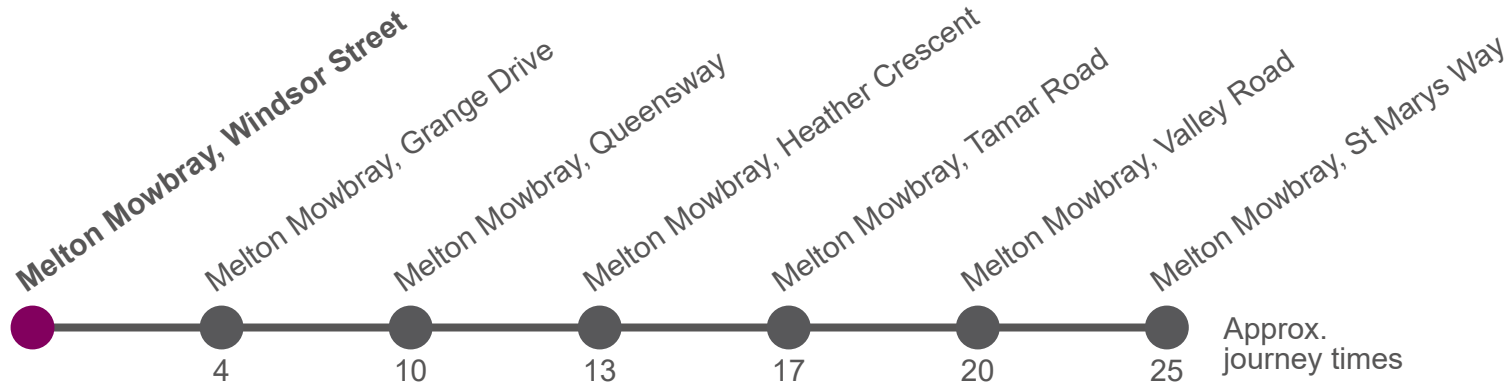 Melton Mowbray, Windsor Street
Melton Mowbray, Grange Drive
Melton Mowbray, Queensway
Melton Mowbray, Heather Crescent
Melton Mowbray, Tamar Road
Melton Mowbray, Valley Road
Melton Mowbray, St Marys Way
4
10
13
17
20
25
Approx.
journey times